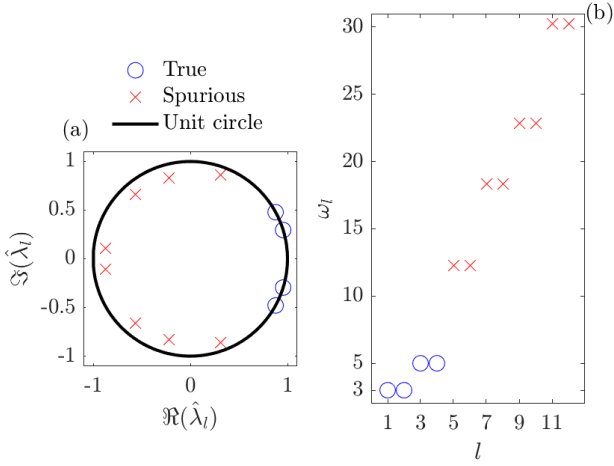 True
Spurious
Unit circle
(a)
1
0.5
0
-0.5
-1
ℑ(λ̂_l)
-1 0 1
ℜ(λ̂_l)
(b)
30
25
20
15
10
5
3
ω_l
1 3 5 7 9 11
l